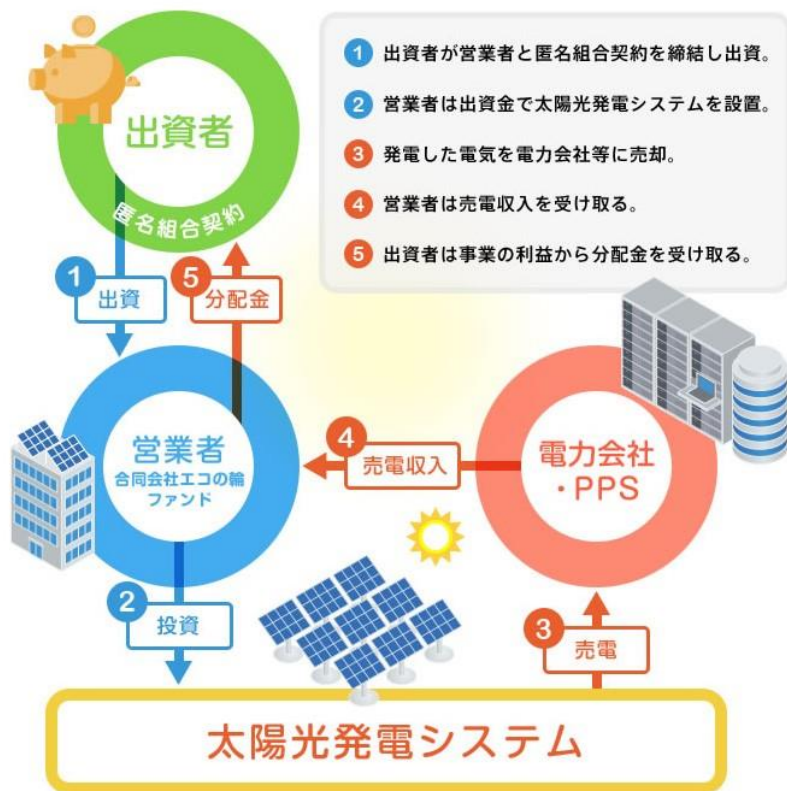 出資者
匿名組合契約
1 出資者が営業者と匿名組合契約を締結し出資。
2 営業者は出資金で太陽光発電システムを設置。
3 発電した電気を電力会社等に売却。
4 営業者は売電収入を受け取る。
5 出資者は事業の利益から分配金を受け取る。
1 出資
5 分配金
営業者
合同会社エコの輪
ファンド
4 売電収入
電力会社
・PPS
2 投資
3 売電
太陽光発電システム